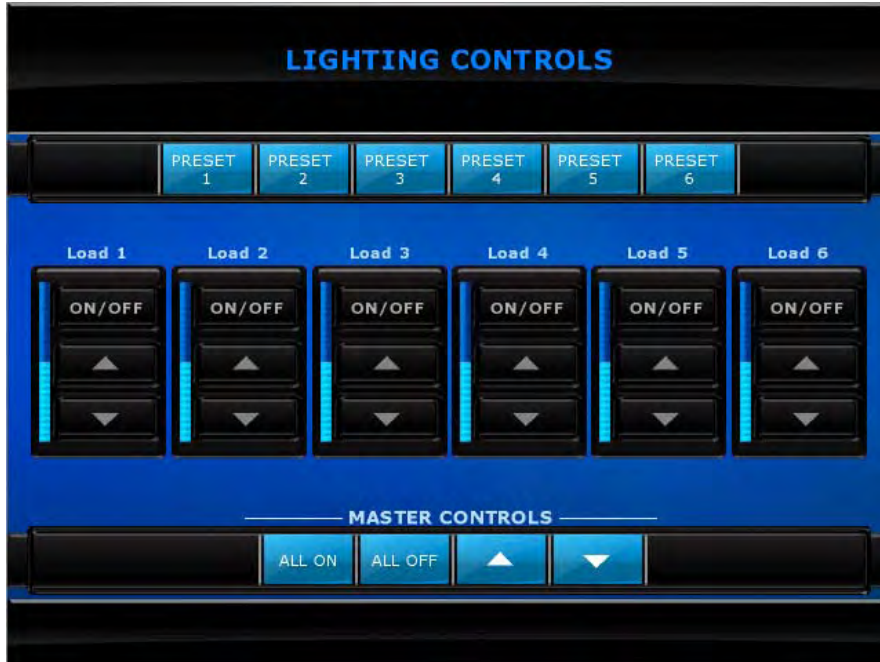 LIGHTING CONTROLS
PRESET
1
PRESET
2
PRESET
3
PRESET
4
PRESET
5
PRESET
6
Load 1
Load 2
Load 3
Load 4
Load 5
Load 6
ON/OFF
ON/OFF
ON/OFF
ON/OFF
ON/OFF
ON/OFF
MASTER CONTROLS
ALL ON
ALL OFF